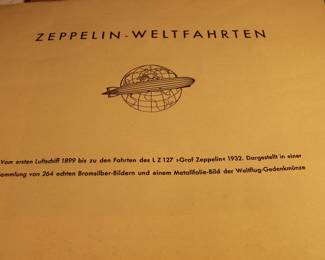 ZEPPELIN-WELTFAHRTEN
Vom ersten Luftschiff 1899 bis zu den Fahrten des L Z 127 »Graf Zeppelin« 1932. Dargestellt in einer
Sammlung von 264 echten Bromsilber-Bildern und einem Metallfolie-Bild der Weltflug-Gedenkmünze